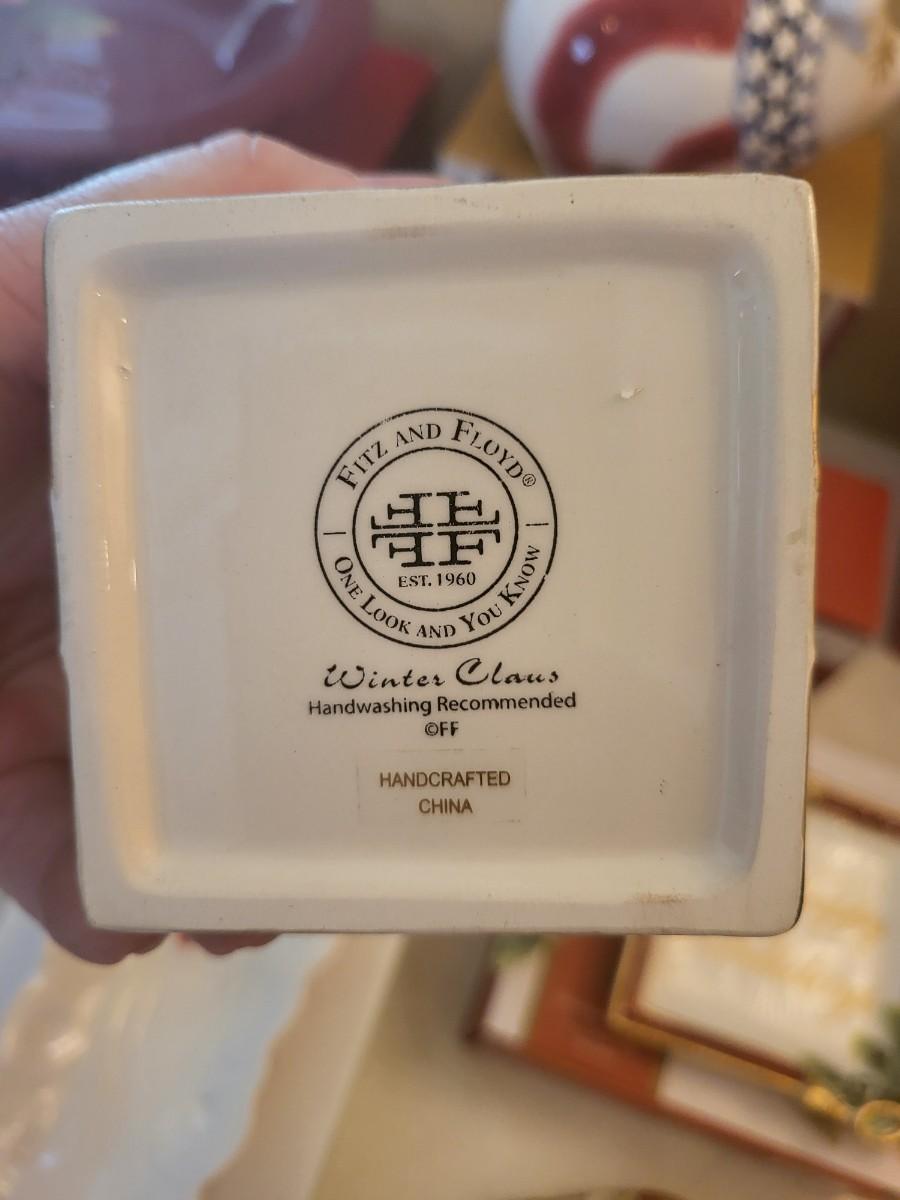 FITZ AND FLOYD®
EST. 1960
ONE LOOK AND YOU KNOW
Winter Claus
Handwashing Recommended
©FF
HANDCRAFTED
CHINA